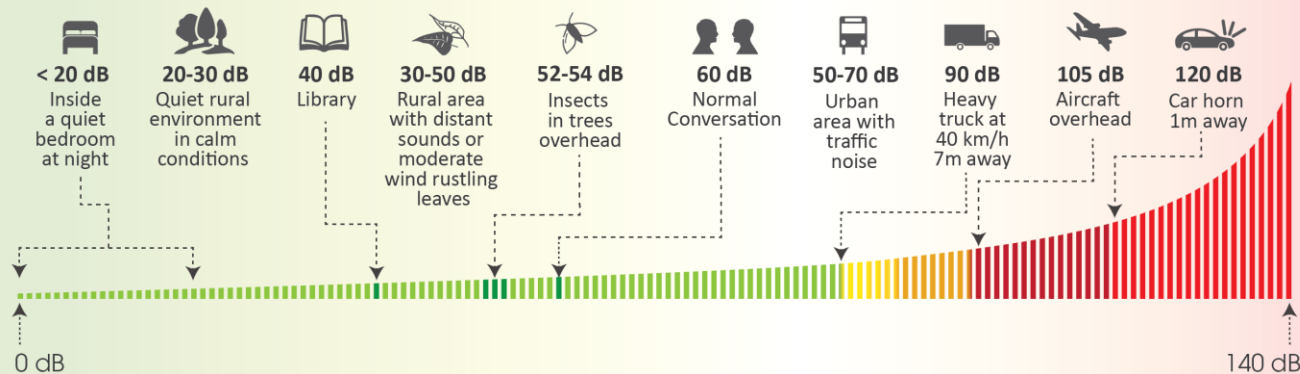 < 20 dB
Inside
a quiet
bedroom
at night
20-30 dB
Quiet rural
environment
in calm
conditions
40 dB
Library
30-50 dB
Rural area
with distant
sounds or
moderate
wind rustling
leaves
52-54 dB
Insects
in trees
overhead
60 dB
Normal
Conversation
50-70 dB
Urban
area with
traffic
noise
90 dB
Heavy
truck at
40 km/h
7m away
105 dB
Aircraft
overhead
120 dB
Car horn
1m away
0 dB
140 dB